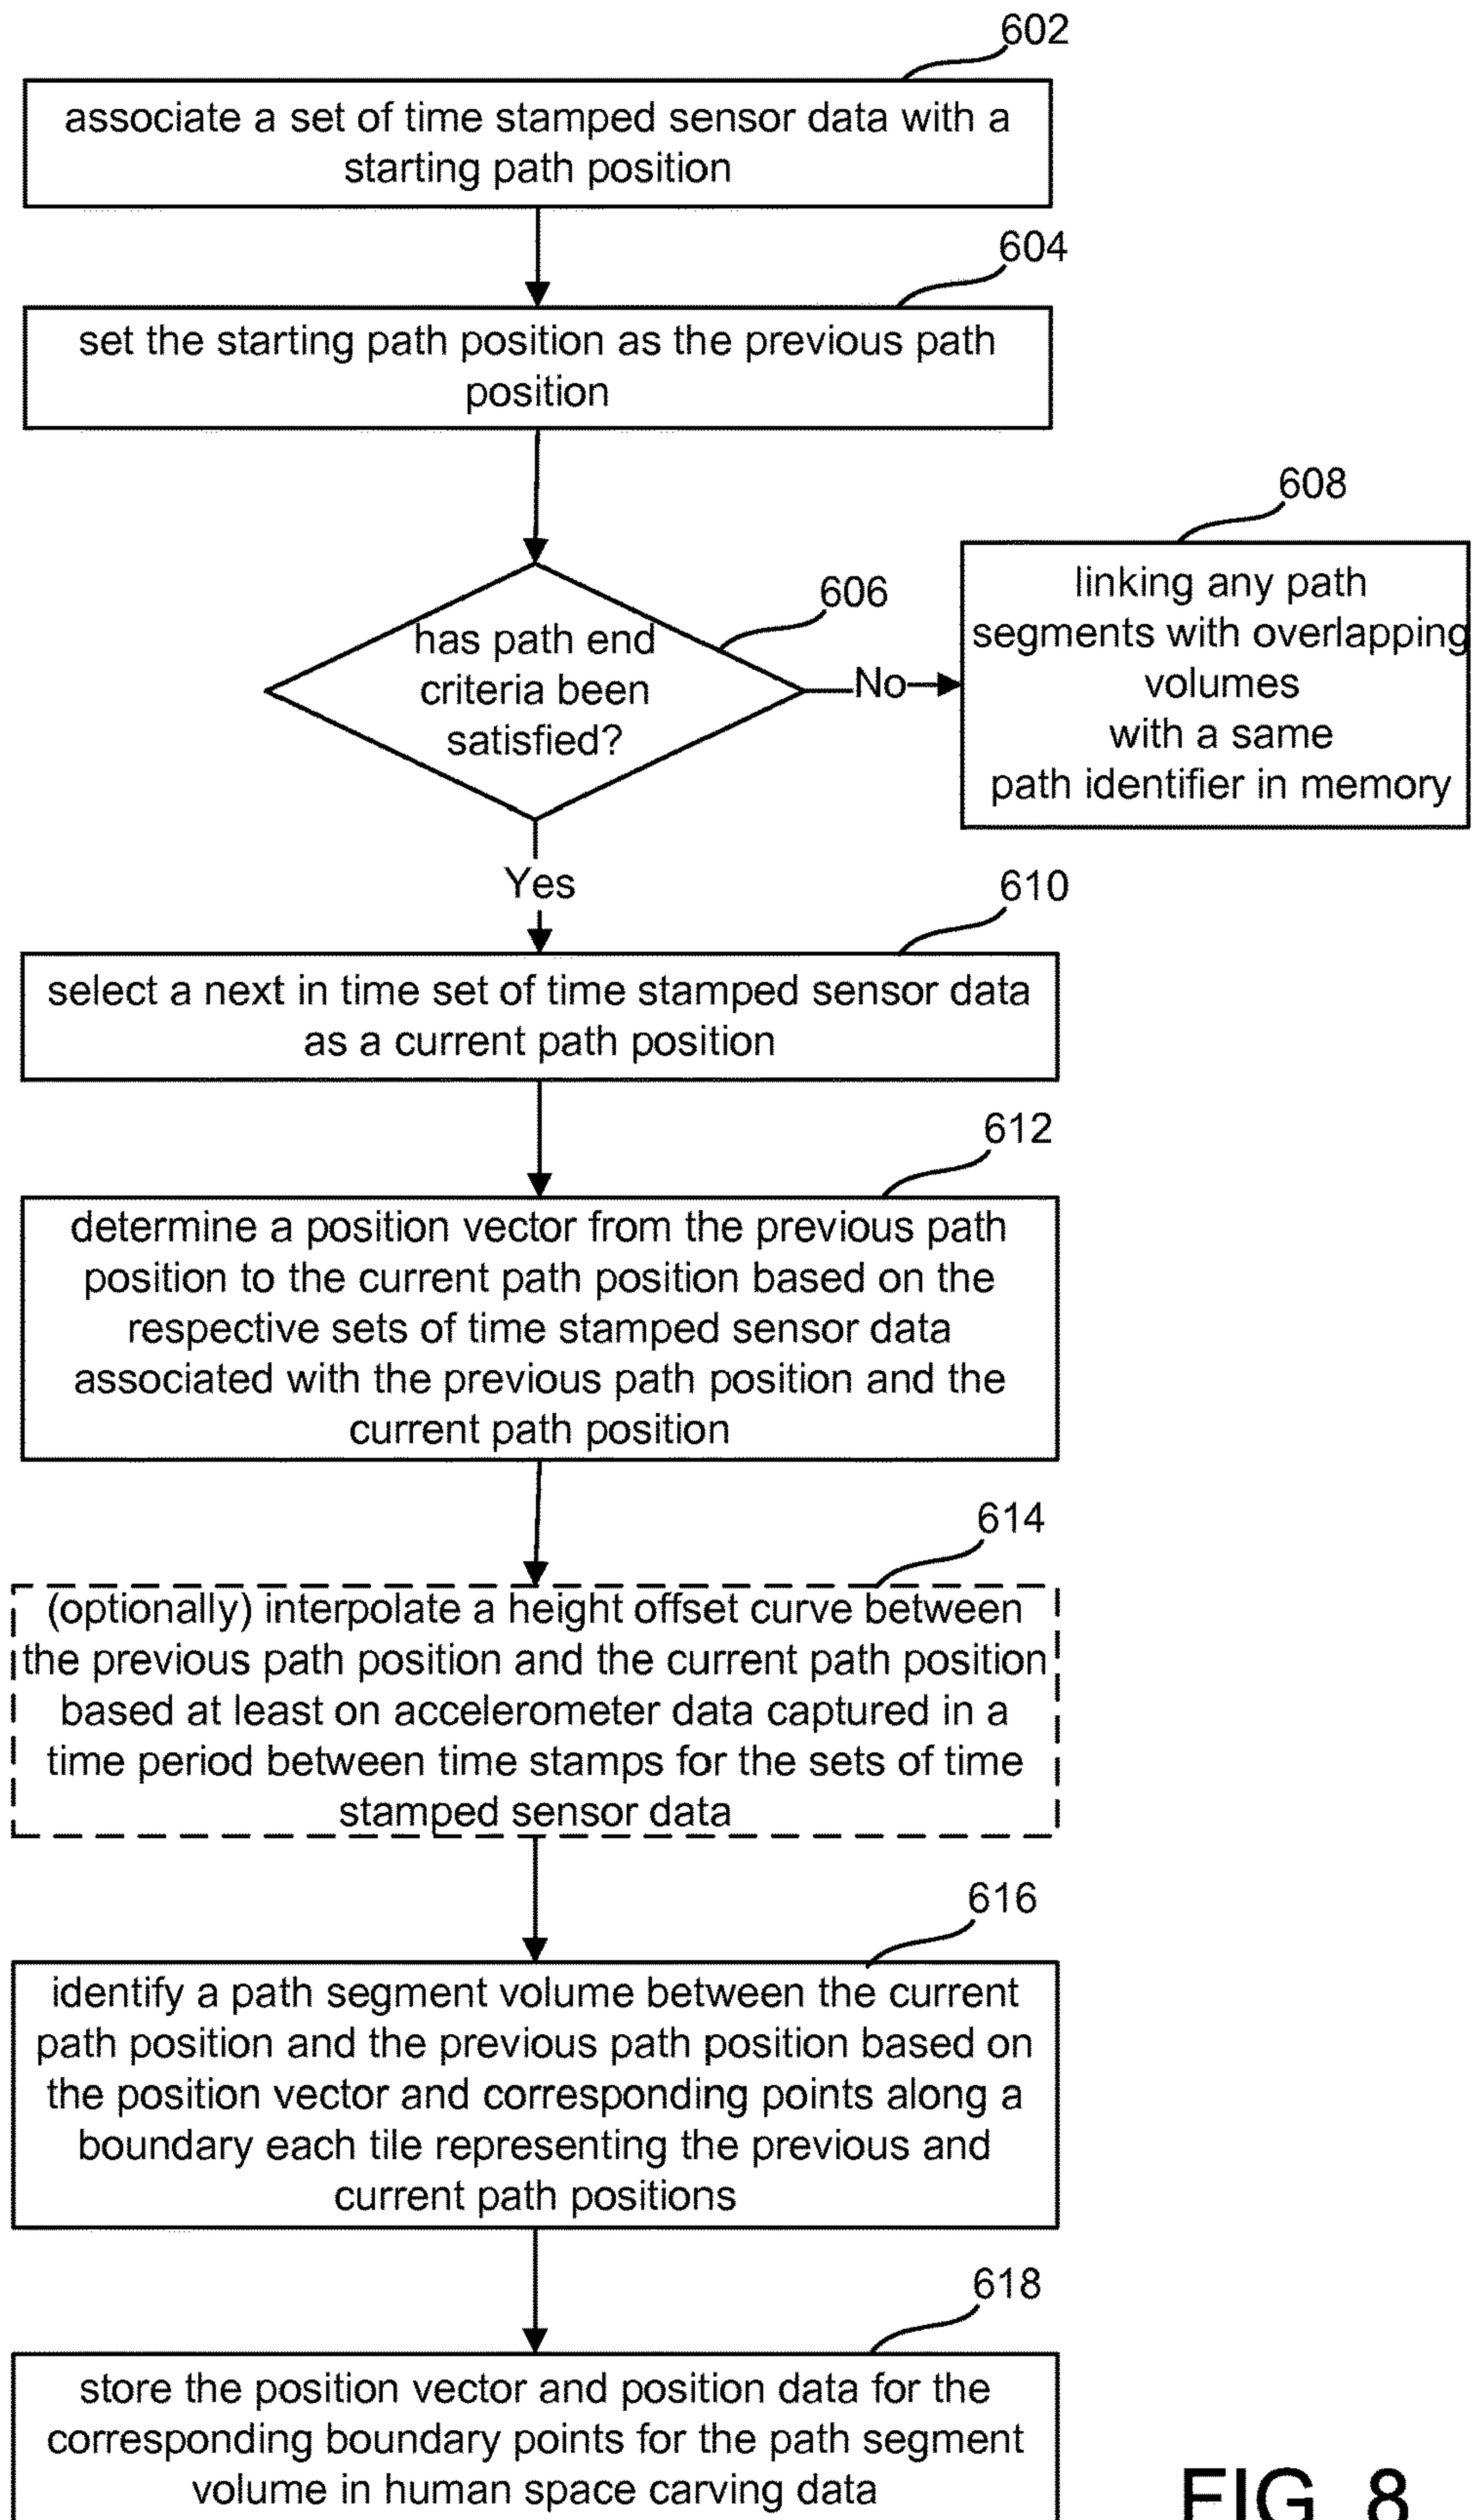 602
associate a set of time stamped sensor data with a
starting path position
604
set the starting path position as the previous path
position
606
has path end
criteria been
satisfied?
No
608
linking any path
segments with overlapping
volumes
with a same
path identifier in memory
Yes
610
select a next in time set of time stamped sensor data
as a current path position
612
determine a position vector from the previous path
position to the current path position based on the
respective sets of time stamped sensor data
associated with the previous path position and the
current path position
614
(optionally) interpolate a height offset curve between
the previous path position and the current path position
based at least on accelerometer data captured in a
time period between time stamps for the sets of time
stamped sensor data
616
identify a path segment volume between the current
path position and the previous path position based on
the position vector and corresponding points along a
boundary each tile representing the previous and
current path positions
618
store the position vector and position data for the
corresponding boundary points for the path segment
volume in human space carving data
FIG. 8